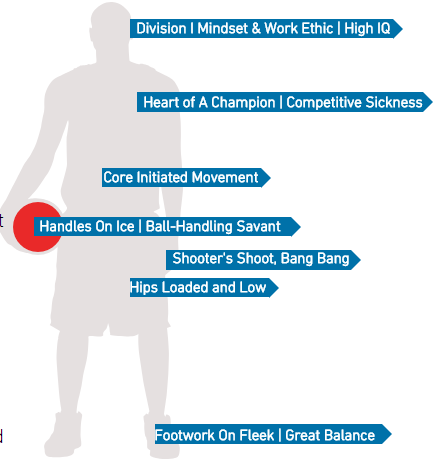 Division I Mindset & Work Ethic | High IQ
Heart of A Champion | Competitive Sickness
Core Initiated Movement
t
Handles On Ice | Ball-Handling Savant
Shooter's Shoot, Bang Bang
Hips Loaded and Low
d
Footwork On Fleek | Great Balance